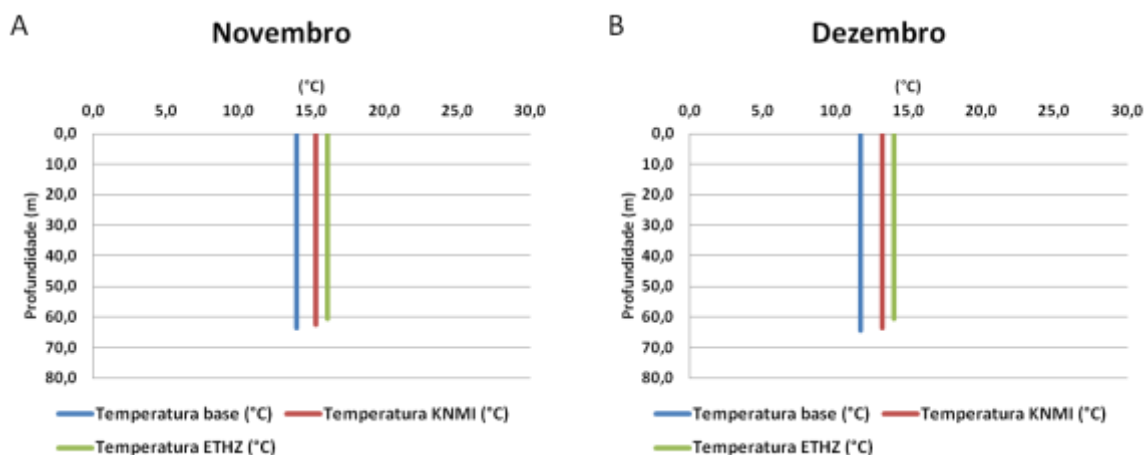 A
Novembro
(°C)
0,0 5,0 10,0 15,0 20,0 25,0 30,0
0,0
10,0
20,0
30,0
40,0
50,0
60,0
70,0
80,0
Profundidade (m)
Temperatura base (°C) Temperatura KNMI (°C)
Temperatura ETHZ (°C)
B
Dezembro
(°C)
0,0 5,0 10,0 15,0 20,0 25,0 30,0
0,0
10,0
20,0
30,0
40,0
50,0
60,0
70,0
80,0
Profundidade (m)
Temperatura base (°C) Temperatura KNMI (°C)
Temperatura ETHZ (°C)